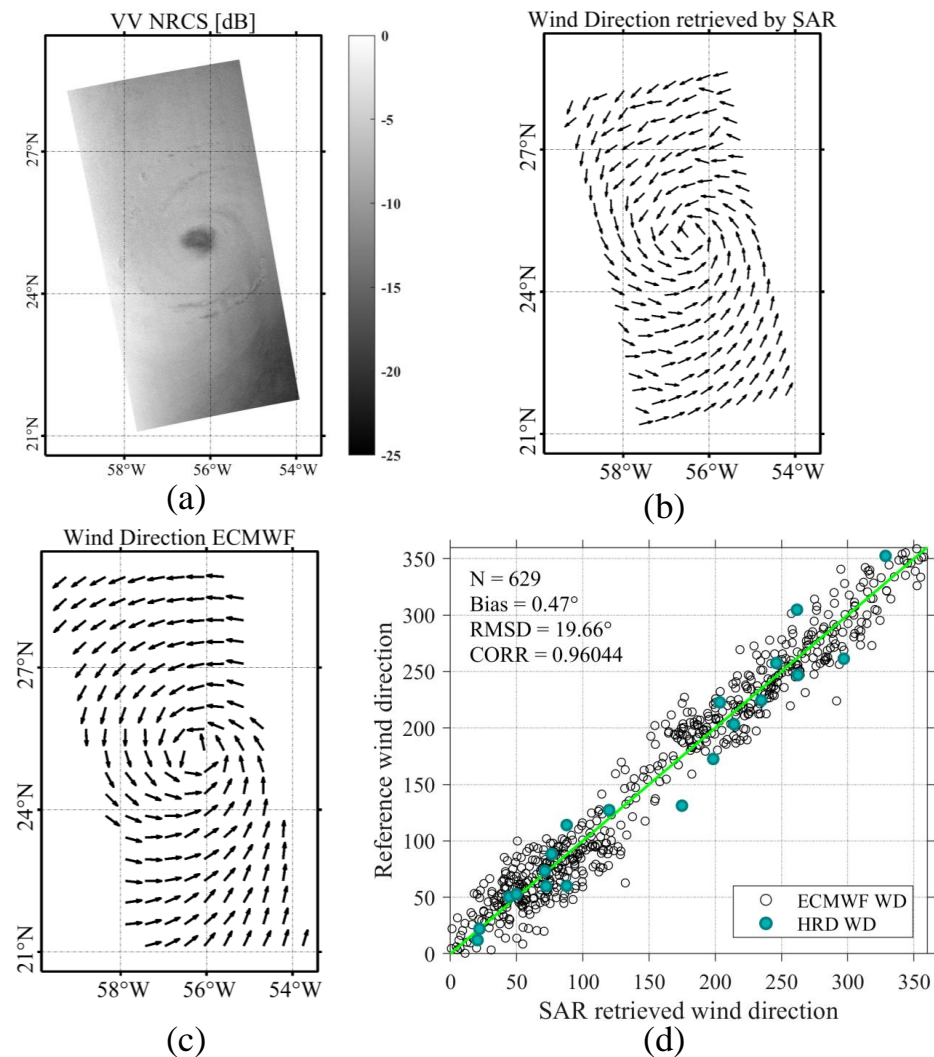 VV NRCS [dB]
27°N
24°N
21°N
58°W 56°W 54°W
0
-5
-10
-15
-20
-25
(a)
Wind Direction retrieved by SAR
27°N
24°N
21°N
58°W 56°W 54°W
(b)
Wind Direction ECMWF
27°N
24°N
21°N
58°W 56°W 54°W
(c)
Reference wind direction
350
300
250
200
150
100
50
0
N = 629
Bias = 0.47°
RMSD = 19.66°
CORR = 0.96044
ECMWF WD
HRD WD
0 50 100 150 200 250 300 350
SAR retrieved wind direction
(d)